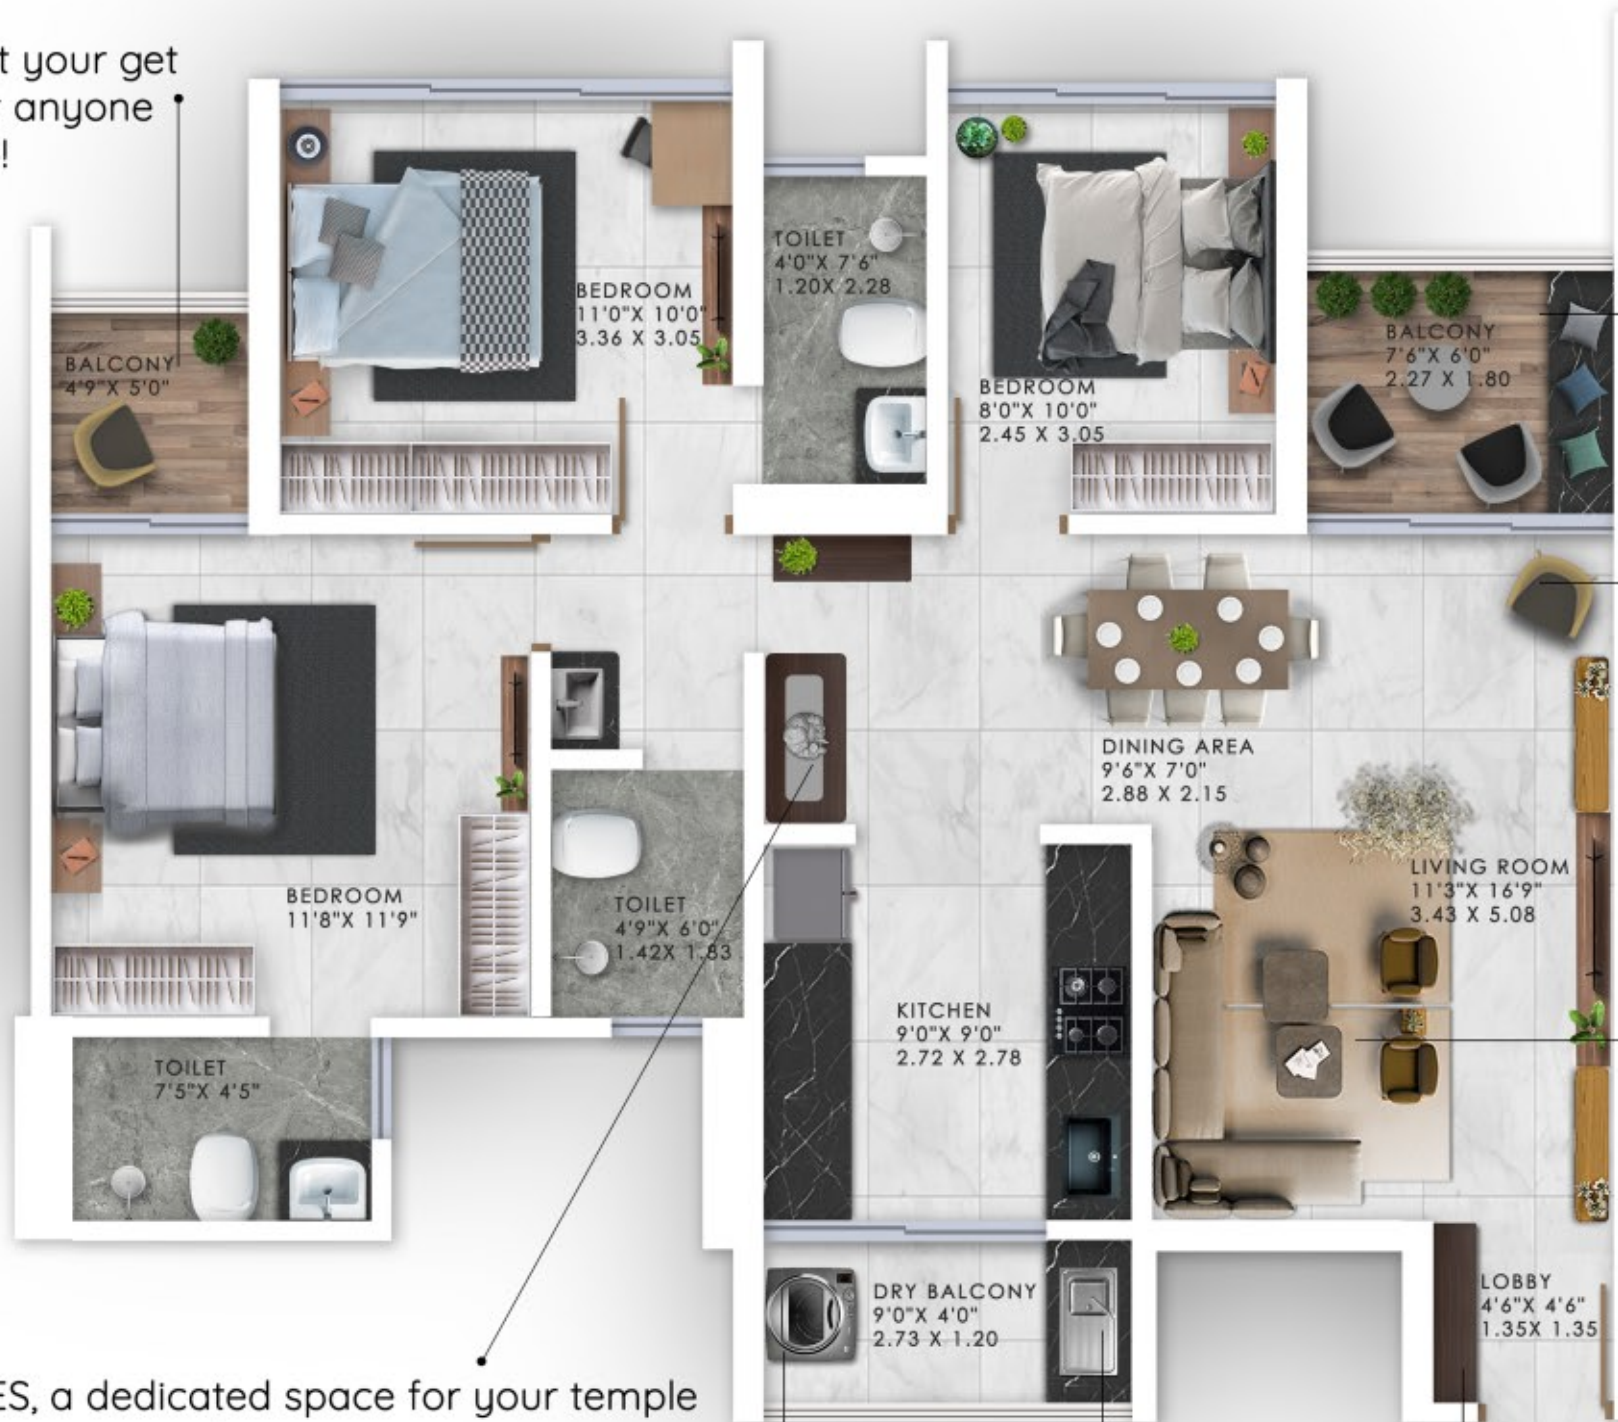 t your get
anyone
!
BEDROOM
11'0"X 10'0"
3.36 X 3.05
TOILET
4'0"X 7'6"
1.20X 2.28
BEDROOM
8'0"X 10'0"
2.45 X 3.05
BALCONY
7'6"X 6'0"
2.27 X 1.80
BALCONY
4'9"X 5'0"
DINING AREA
9'6"X 7'0"
2.88 X 2.15
LIVING ROOM
11'3"X 16'9"
3.43 X 5.08
BEDROOM
11'8"X 11'9"
TOILET
4'9"X 6'0"
1.42X 1.83
KITCHEN
9'0"X 9'0"
2.72 X 2.78
TOILET
7'5"X 4'5"
DRY BALCONY
9'0"X 4'0"
2.73 X 1.20
LOBBY
4'6"X 4'6"
1.35X 1.35
ES, a dedicated space for your temple